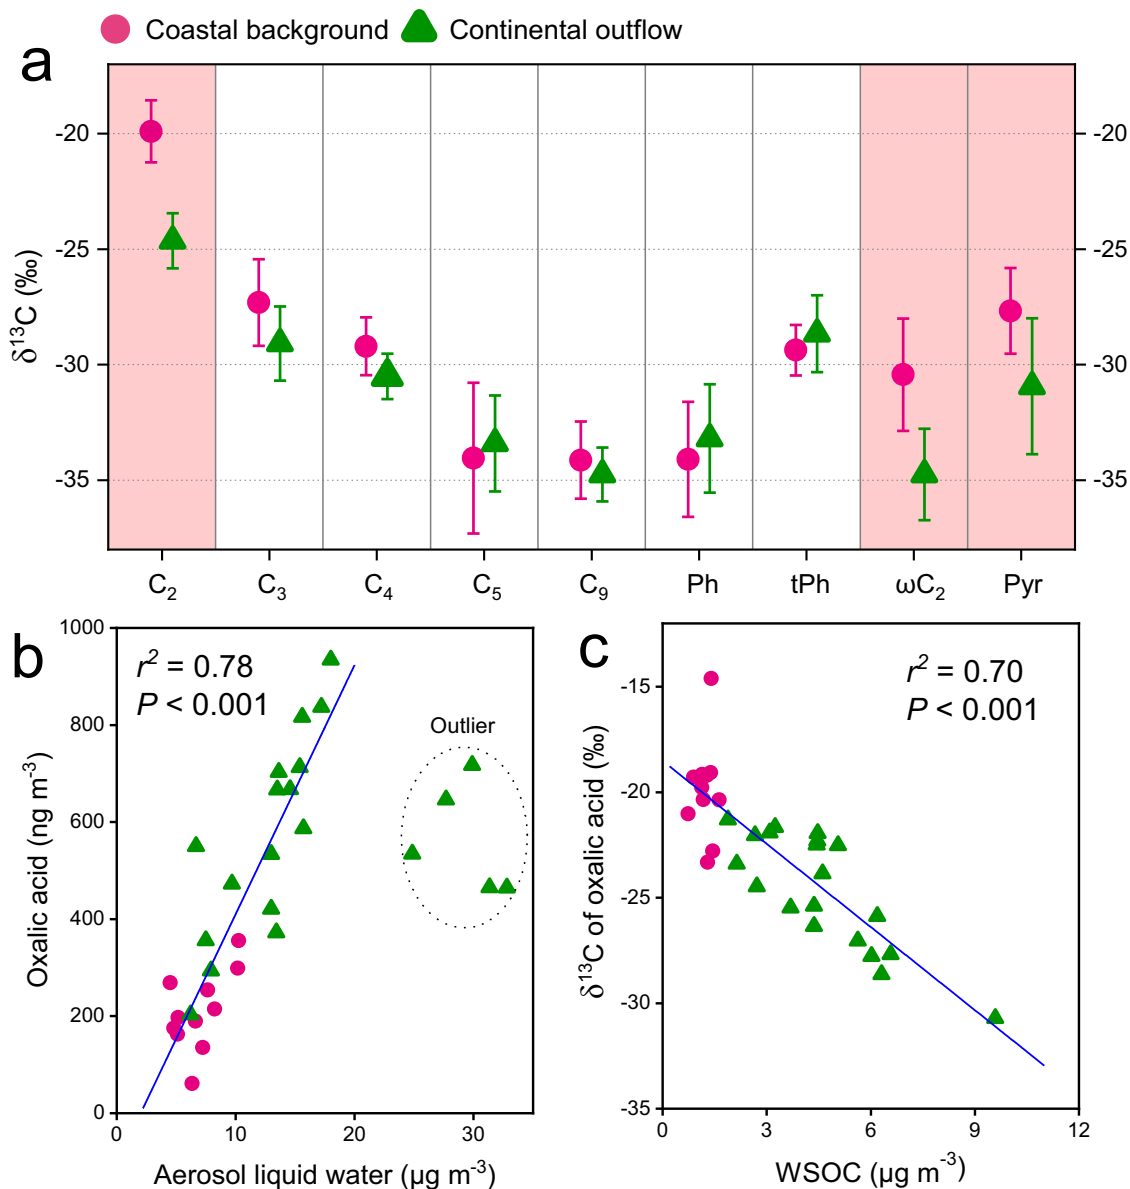 Coastal background Continental outflow
a
δ¹³C (‰)
-20 -20
-25 -25
-30 -30
-35 -35
C₂ C₃ C₄ C₅ C₉ Ph tPh ωC₂ Pyr
b
r² = 0.78
P < 0.001
Outlier
Oxalic acid (ng m⁻³)
1000
800
600
400
200
0
0 10 20 30
Aerosol liquid water (μg m⁻³)
c
r² = 0.70
P < 0.001
δ¹³C of oxalic acid (‰)
-15
-20
-25
-30
-35
0 3 6 9 12
WSOC (μg m⁻³)